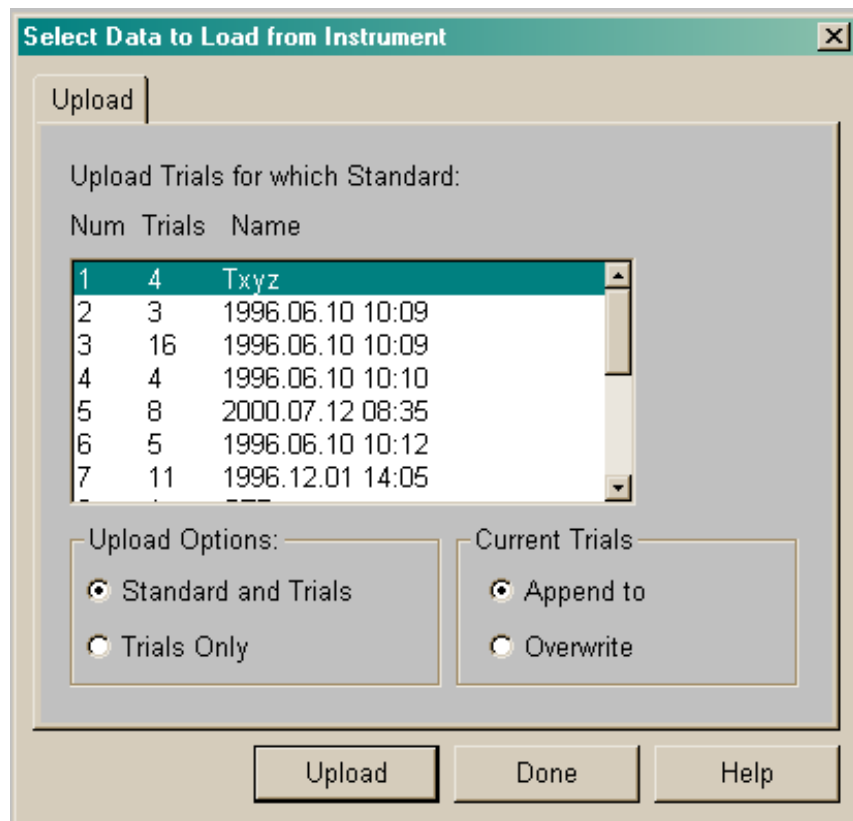 Select Data to Load from Instrument
Upload
Upload Trials for which Standard:
Num Trials Name
1 4 Txyz
2 3 1996.06.10 10:09
3 16 1996.06.10 10:09
4 4 1996.06.10 10:10
5 8 2000.07.12 08:35
6 5 1996.06.10 10:12
7 11 1996.12.01 14:05
Upload Options:
Standard and Trials
Trials Only
Current Trials
Append to
Overwrite
Upload Done Help